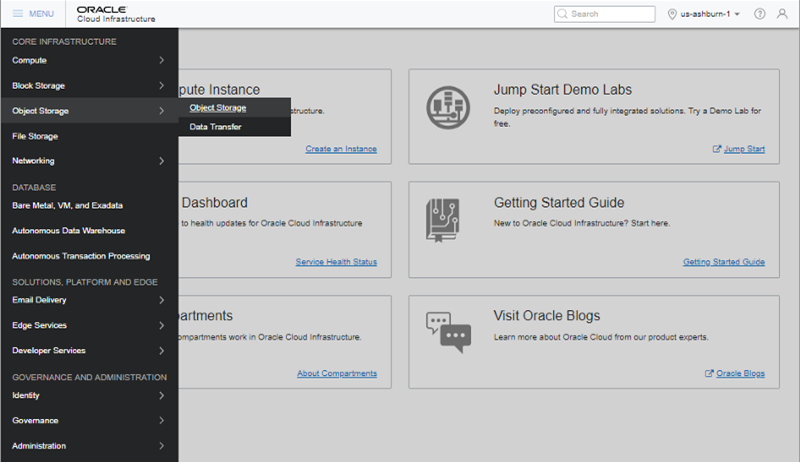 MENU
ORACLE
Cloud Infrastructure
Search
us-ashburn-1
CORE INFRASTRUCTURE
Compute
Block Storage
Object Storage
File Storage
Networking
DATABASE
Bare Metal, VM, and Exadata
Autonomous Data Warehouse
Autonomous Transaction Processing
SOLUTIONS, PLATFORM AND EDGE
Email Delivery
Edge Services
Developer Services
GOVERNANCE AND ADMINISTRATION
Identity
Governance
Administration
Object Storage
Data Transfer
pute Instance
structure.
Create an Instance
Jump Start Demo Labs
Deploy preconfigured and fully integrated solutions. Try a Demo Lab for
free.
Jump Start
Dashboard
to health updates for Oracle Cloud Infrastructure
Service Health Status
Getting Started Guide
New to Oracle Cloud Infrastructure? Start here.
Getting Started Guide
artments
ompartments work in Oracle Cloud Infrastructure.
About Compartments
Visit Oracle Blogs
Learn more about Oracle Cloud from our product experts.
Oracle Blogs